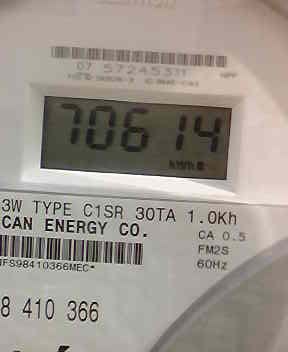 07 57245311
70614
kWh
3W TYPE C1SR 30TA 1.0Kh
CAN ENERGY CO.
CA 0.5
FM2S
60Hz
IFS98410366MEC*
8 410 366